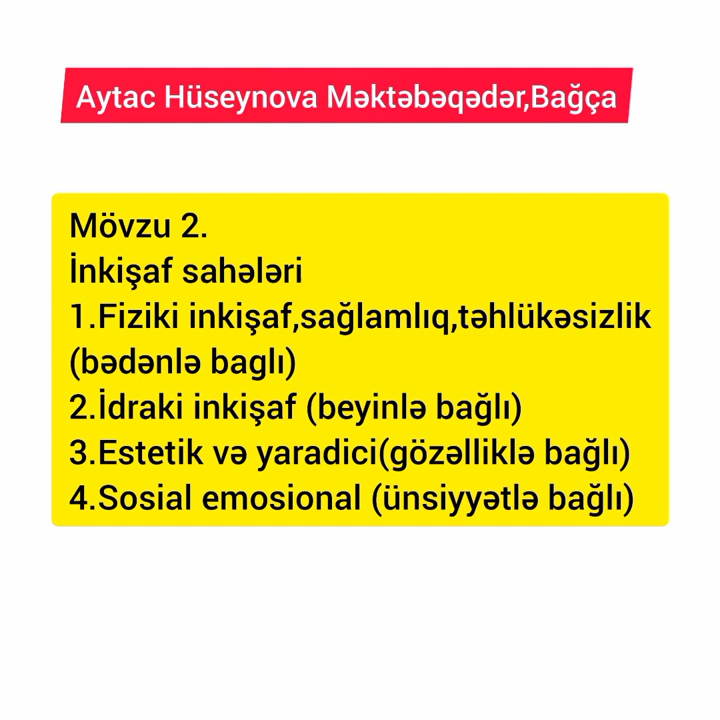 Aytac Hüseynova Məktəbəqədər,Bağça
Mövzu 2.
İnkişaf sahələri
1.Fiziki inkişaf,sağlamlıq,təhlükəsizlik
(bədənlə baglı)
2.İdraki inkişaf (beyinlə bağlı)
3.Estetik və yaradici(gözəlliklə bağlı)
4.Sosial emosional (ünsiyyətlə bağlı)